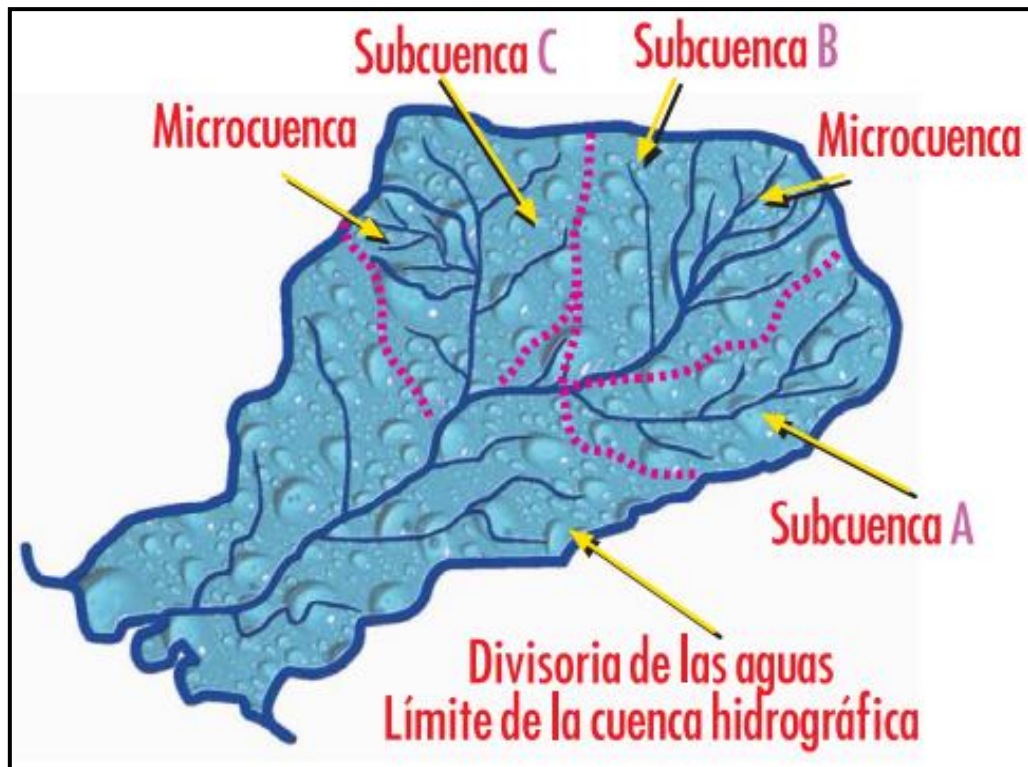 Subcuenca C
Subcuenca B
Microcuenca
Microcuenca
Subcuenca A
Divisoria de las aguas
Límite de la cuenca hidrográfica